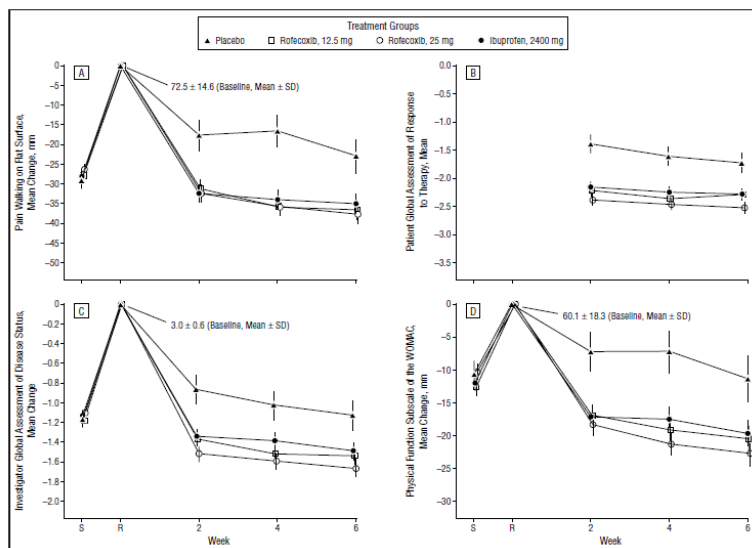 Treatment Groups
Placebo
Rofecoxib, 12.5 mg
Rofecoxib, 25 mg
Ibuprofen, 2400 mg
A
72.5 ± 14.6 (Baseline, Mean ± SD)
Pain Walking on Flat Surface,
Mean Change, mm
0
−5
−10
−15
−20
−25
−30
−35
−40
−45
−50
B
Patient Global Assessment of Response
to Therapy, Mean
0.0
−0.5
−1.0
−1.5
−2.0
−2.5
−3.0
−3.5
C
3.0 ± 0.6 (Baseline, Mean ± SD)
Investigator Global Assessment of Disease Status,
Mean Change
0.0
−0.2
−0.4
−0.6
−0.8
−1.0
−1.2
−1.4
−1.6
−1.8
−2.0
S R 2 4 6
Week
D
60.1 ± 18.3 (Baseline, Mean ± SD)
Physical Function Subscale of the WOMAC,
Mean Change, mm
0
−5
−10
−15
−20
−25
−30
S R 2 4 6
Week